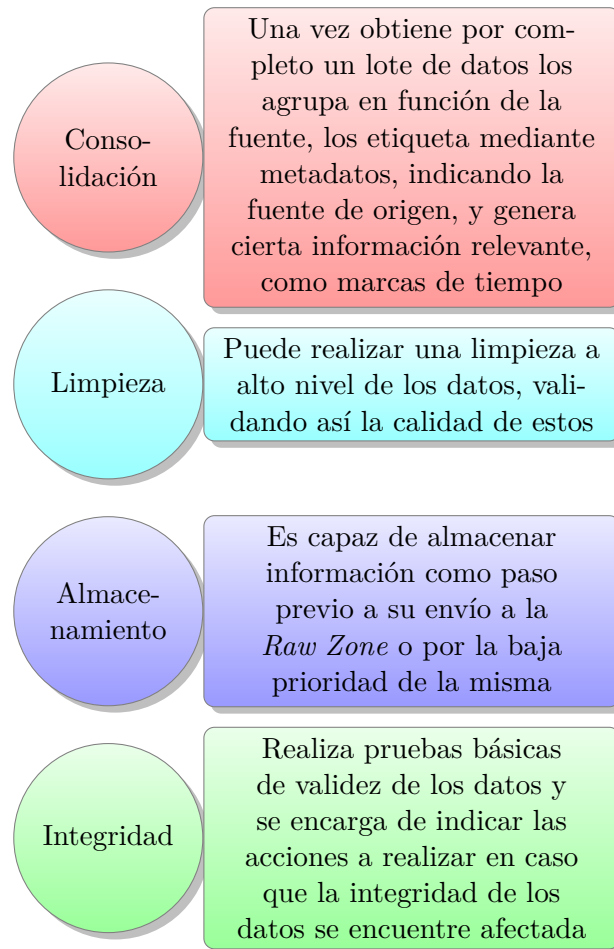 Conso-
lidación
Una vez obtiene por com-
pleto un lote de datos los
agrupa en función de la
fuente, los etiqueta mediante
metadatos, indicando la
fuente de origen, y genera
cierta información relevante,
como marcas de tiempo
Limpieza
Puede realizar una limpieza a
alto nivel de los datos, vali-
dando así la calidad de estos
Almace-
namiento
Es capaz de almacenar
información como paso
previo a su envío a la
Raw Zone o por la baja
prioridad de la misma
Integridad
Realiza pruebas básicas
de validez de los datos y
se encarga de indicar las
acciones a realizar en caso
que la integridad de los
datos se encuentre afectada